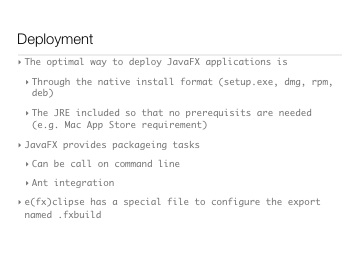 Deployment
‣ The optimal way to deploy JavaFX applications is
‣ Through the native install format (setup.exe, dmg, rpm,
deb)
‣ The JRE included so that no prerequisits are needed
(e.g. Mac App Store requirement)
‣ JavaFX provides packageing tasks
‣ Can be call on command line
‣ Ant integration
‣ e(fx)clipse has a special file to configure the export
named .fxbuild